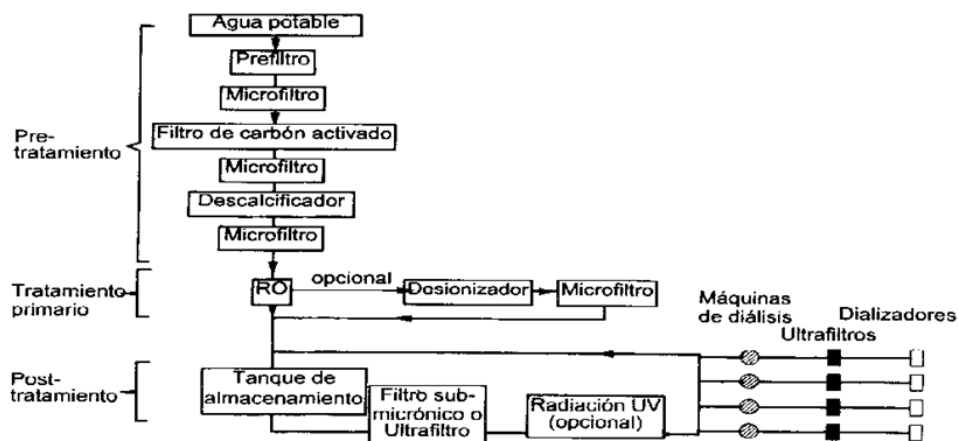 Agua potable
Prefiltro
Microfiltro
Pre-
tratamiento
Filtro de carbón activado
Microfiltro
Descalcificador
Microfiltro
Tratamiento
primario
RO
opcional
Desionizador
Microfiltro
Máquinas
de diálisis
Ultrafiltros
Dializadores
Post-
tratamiento
Tanque de
almacenamiento
Filtro sub-
micrónico o
Ultrafiltro
Radiación UV
(opcional)